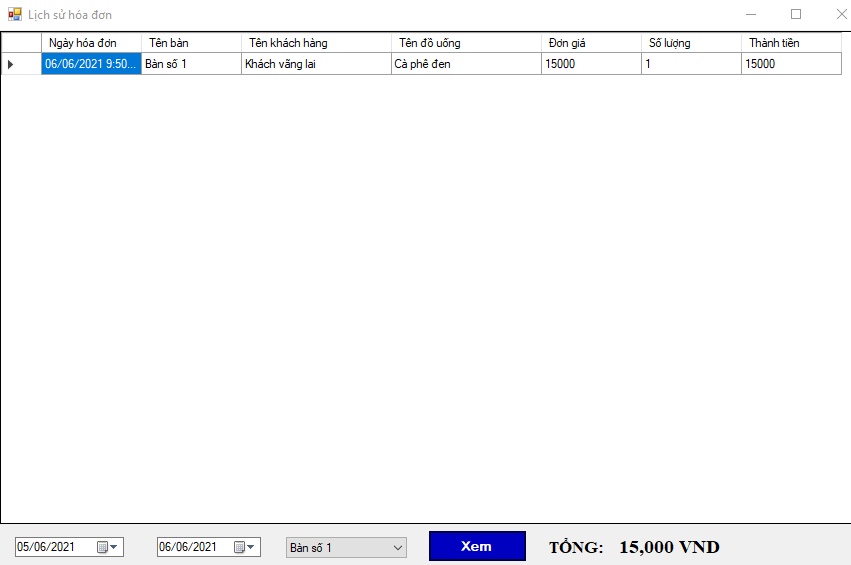 Lịch sử hóa đơn
Ngày hóa đơn Tên bàn Tên khách hàng Tên đồ uống Đơn giá Số lượng Thành tiền
06/06/2021 9:50... Bàn số 1 Khách vãng lai Cà phê đen 15000 1 15000
05/06/2021 06/06/2021 Bàn số 1 Xem TỔNG: 15,000 VND